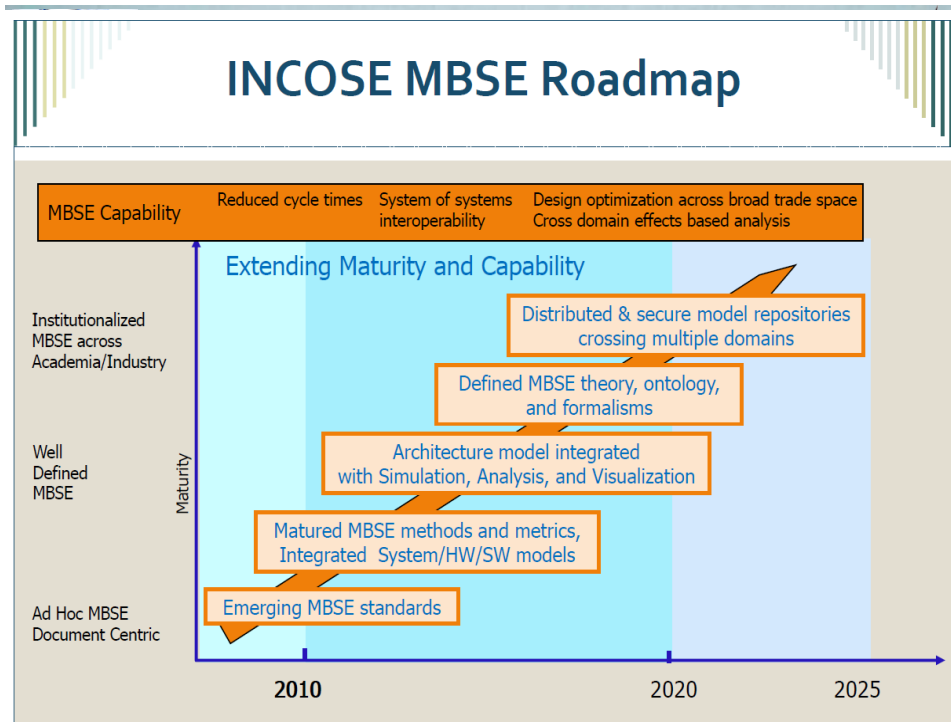 INCOSE MBSE Roadmap
MBSE Capability
Reduced cycle times
System of systems
interoperability
Design optimization across broad trade space
Cross domain effects based analysis
Extending Maturity and Capability
Institutionalized
MBSE across
Academia/Industry
Distributed & secure model repositories
crossing multiple domains
Defined MBSE theory, ontology,
and formalisms
Well
Defined
MBSE
Maturity
Architecture model integrated
with Simulation, Analysis, and Visualization
Matured MBSE methods and metrics,
Integrated System/HW/SW models
Ad Hoc MBSE
Document Centric
Emerging MBSE standards
2010
2020
2025